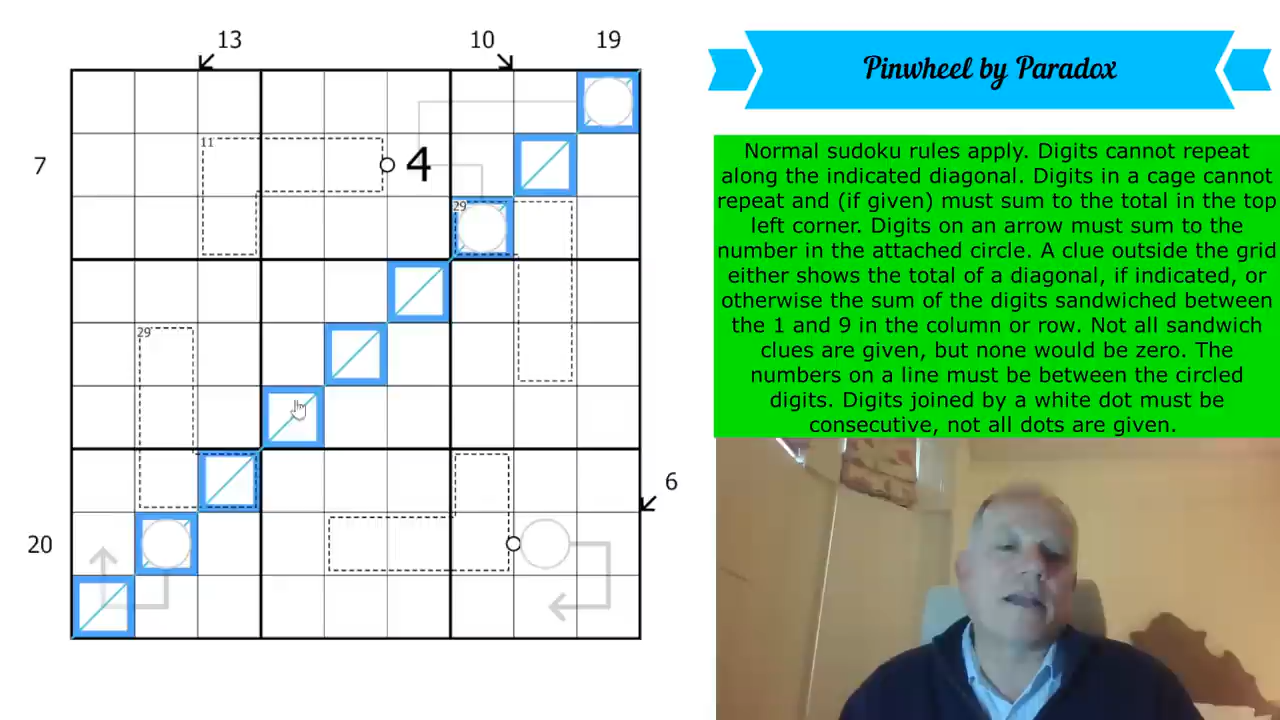 13
10
19
Pinwheel by Paradox
11
7
4
29
29
6
20
Normal sudoku rules apply. Digits cannot repeat
along the indicated diagonal. Digits in a cage cannot
repeat and (if given) must sum to the total in the top
left corner. Digits on an arrow must sum to the
number in the attached circle. A clue outside the grid
either shows the total of a diagonal, if indicated, or
otherwise the sum of the digits sandwiched between
the 1 and 9 in the column or row. Not all sandwich
clues are given, but none would be zero. The
numbers on a line must be between the circled
digits. Digits joined by a white dot must be
consecutive, not all dots are given.